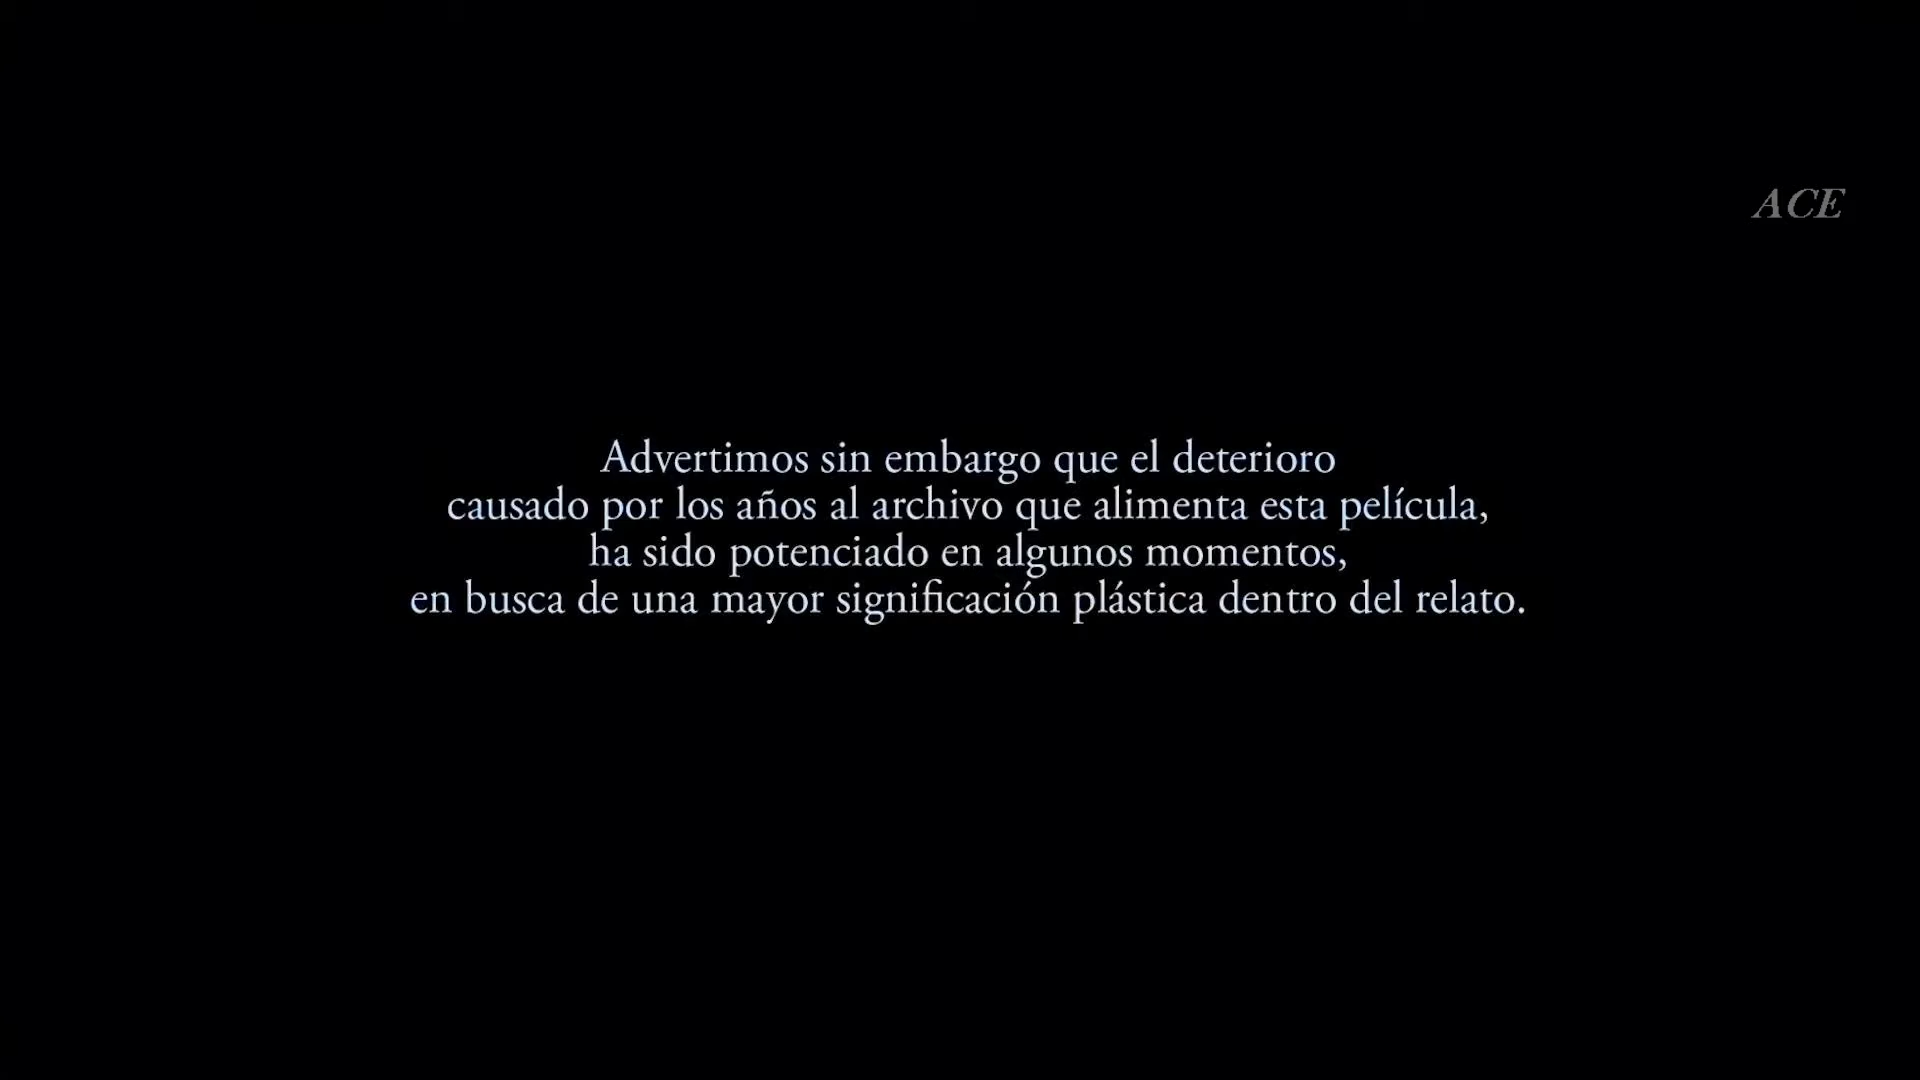 ACE
Advertimos sin embargo que el deterioro
causado por los años al archivo que alimenta esta película,
ha sido potenciado en algunos momentos,
en busca de una mayor significación plástica dentro del relato.